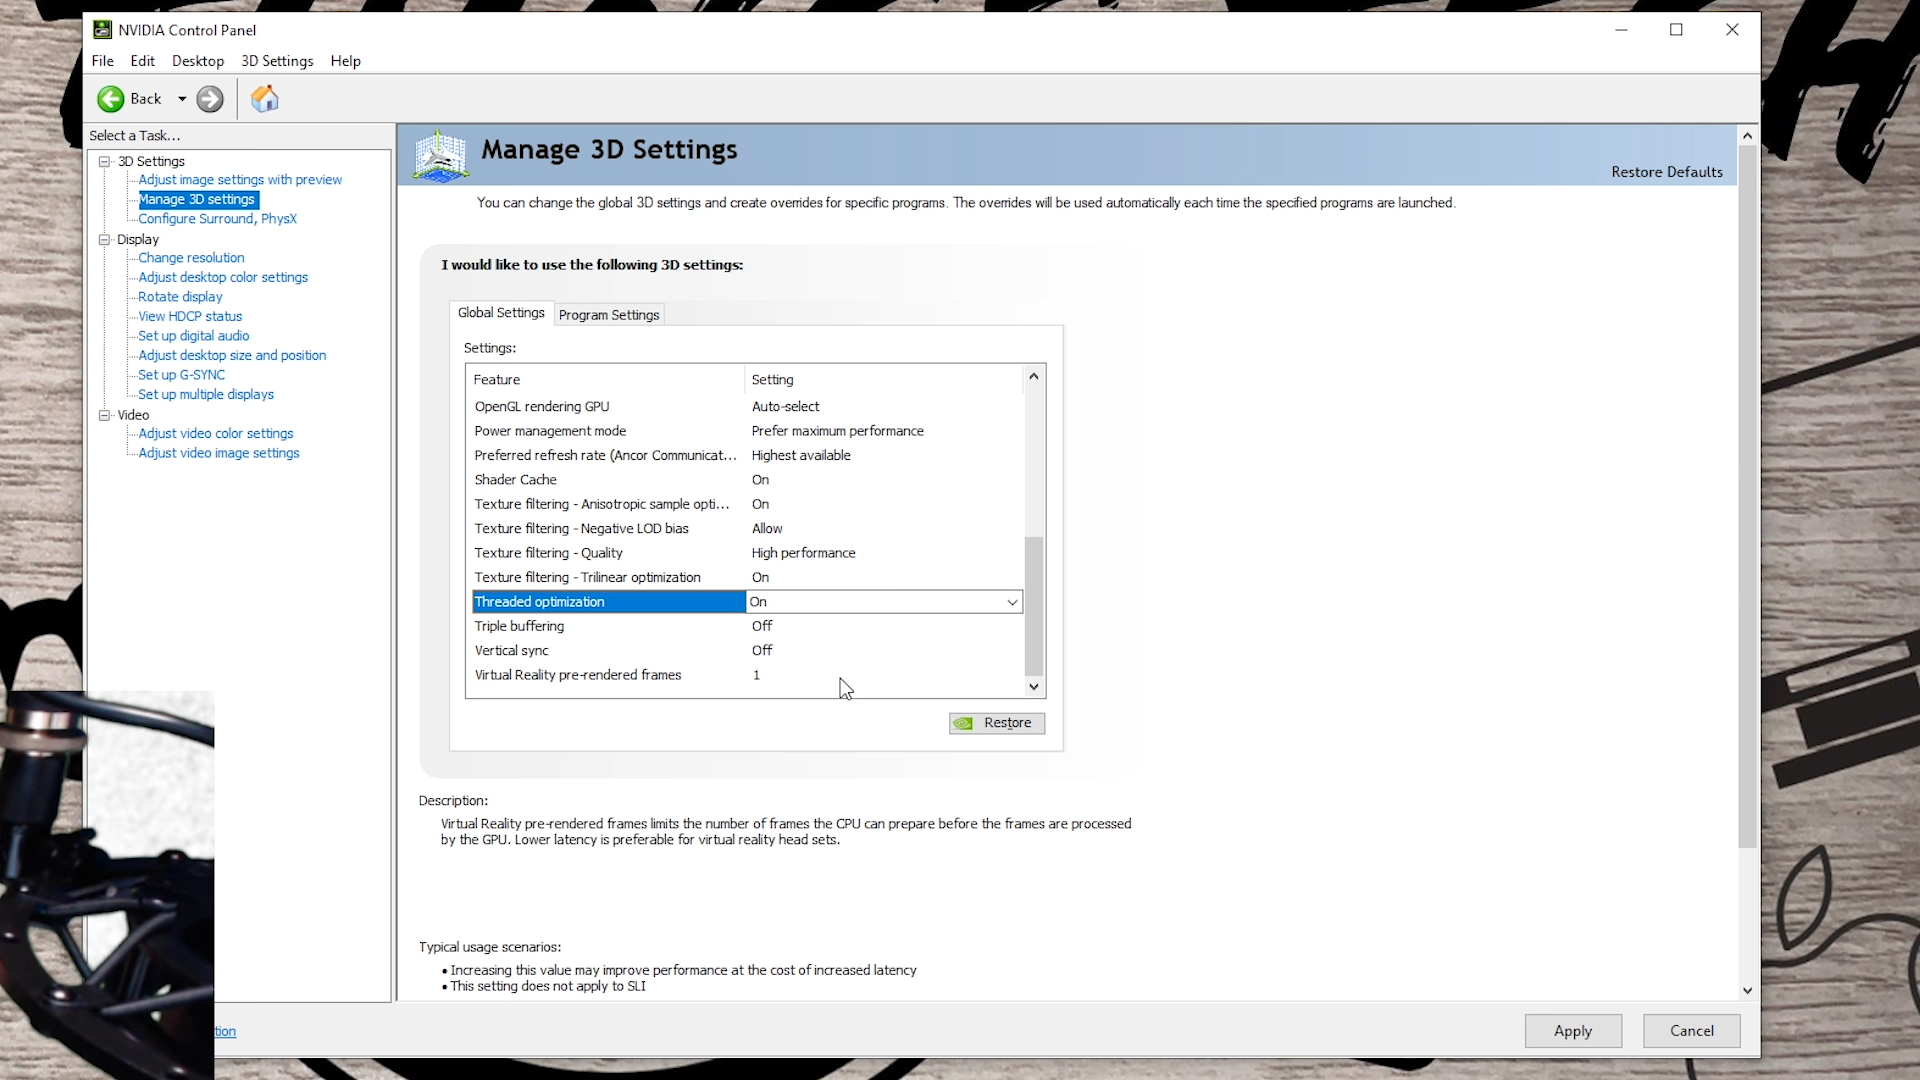 NVIDIA Control Panel
File Edit Desktop 3D Settings Help
Back
Select a Task...
3D Settings
Adjust image settings with preview
Manage 3D settings
Configure Surround, PhysX
Display
Change resolution
Adjust desktop color settings
Rotate display
View HDCP status
Set up digital audio
Adjust desktop size and position
Set up G-SYNC
Set up multiple displays
Video
Adjust video color settings
Adjust video image settings
Manage 3D Settings
Restore Defaults
You can change the global 3D settings and create overrides for specific programs. The overrides will be used automatically each time the specified programs are launched.
I would like to use the following 3D settings:
Global Settings Program Settings
Settings:
Feature Setting
OpenGL rendering GPU Auto-select
Power management mode Prefer maximum performance
Preferred refresh rate (Ancor Communicat... Highest available
Shader Cache On
Texture filtering - Anisotropic sample opti... On
Texture filtering - Negative LOD bias Allow
Texture filtering - Quality High performance
Texture filtering - Trilinear optimization On
Threaded optimization On
Triple buffering Off
Vertical sync Off
Virtual Reality pre-rendered frames 1
Restore
Description:
Virtual Reality pre-rendered frames limits the number of frames the CPU can prepare before the frames are processed
by the GPU. Lower latency is preferable for virtual reality head sets.
Typical usage scenarios:
• Increasing this value may improve performance at the cost of increased latency
• This setting does not apply to SLI
tion
Apply Cancel